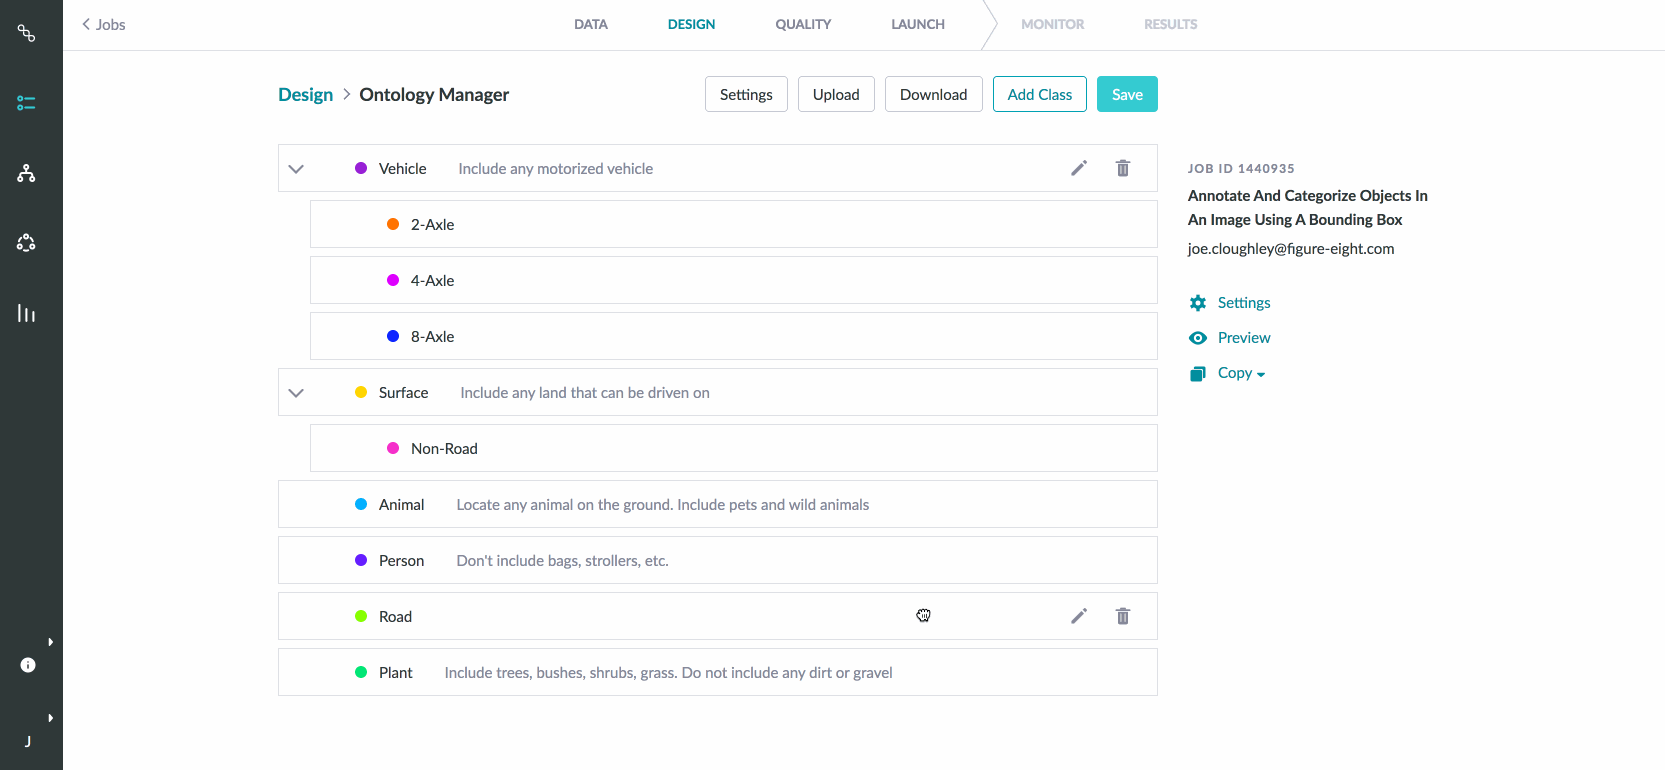 Jobs
DATA DESIGN QUALITY LAUNCH MONITOR RESULTS
Design > Ontology Manager
Settings Upload Download Add Class Save
Vehicle Include any motorized vehicle
2-Axle
4-Axle
8-Axle
Surface Include any land that can be driven on
Non-Road
Animal Locate any animal on the ground. Include pets and wild animals
Person Don't include bags, strollers, etc.
Road
Plant Include trees, bushes, shrubs, grass. Do not include any dirt or gravel
JOB ID 1440935
Annotate And Categorize Objects In
An Image Using A Bounding Box
joe.cloughley@figure-eight.com
Settings
Preview
Copy
J